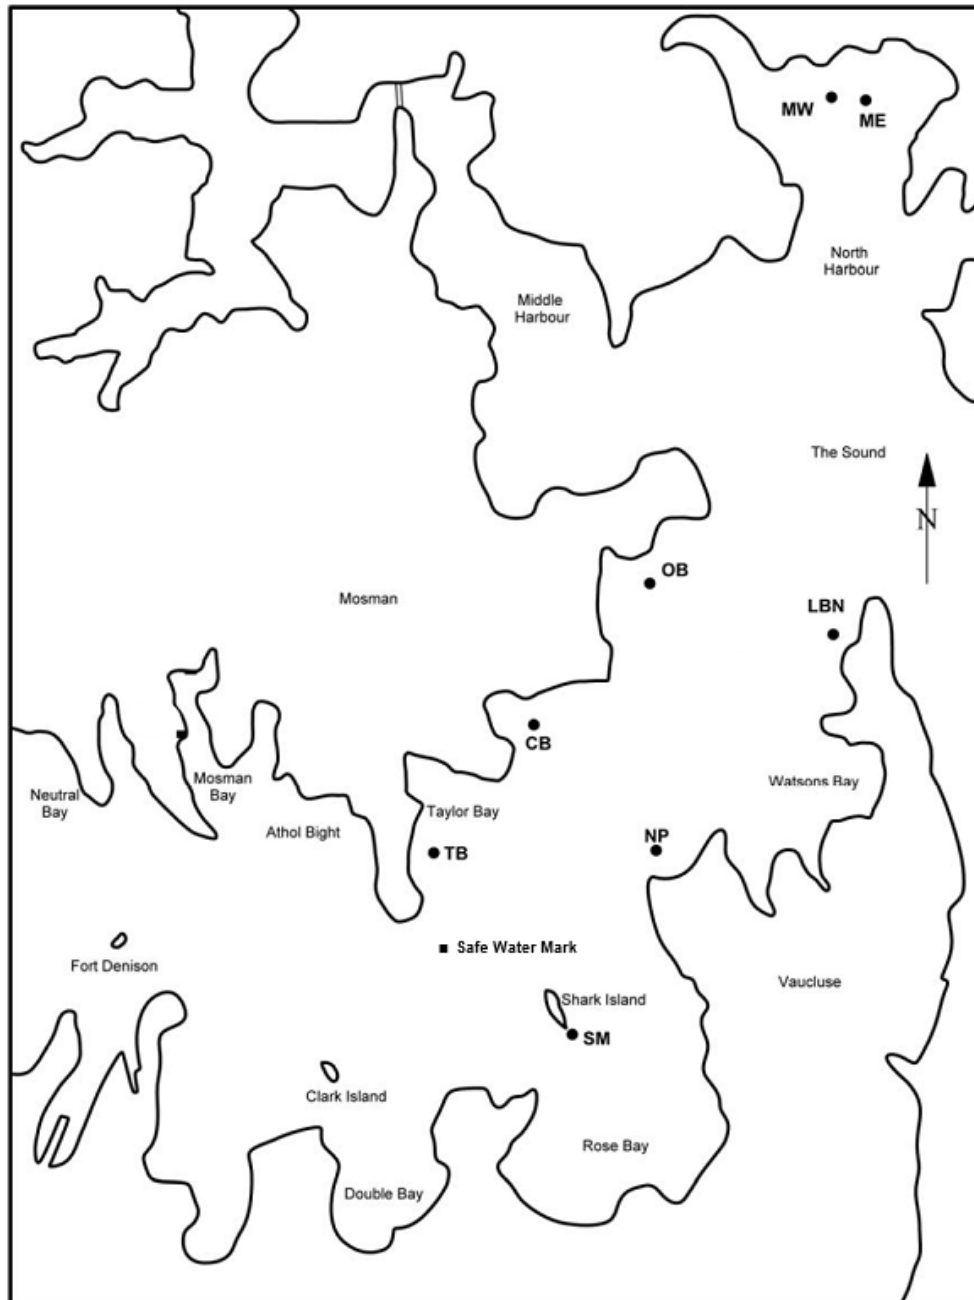 MW
ME
North
Harbour
Middle
Harbour
The Sound
N
OB
Mosman
LBN
CB
Mosman
Bay
Neutral
Bay
Watsons Bay
Taylor Bay
Athol Bight
NP
TB
Safe Water Mark
Fort Denison
Vaucluse
Shark Island
SM
Clark Island
Rose Bay
Double Bay